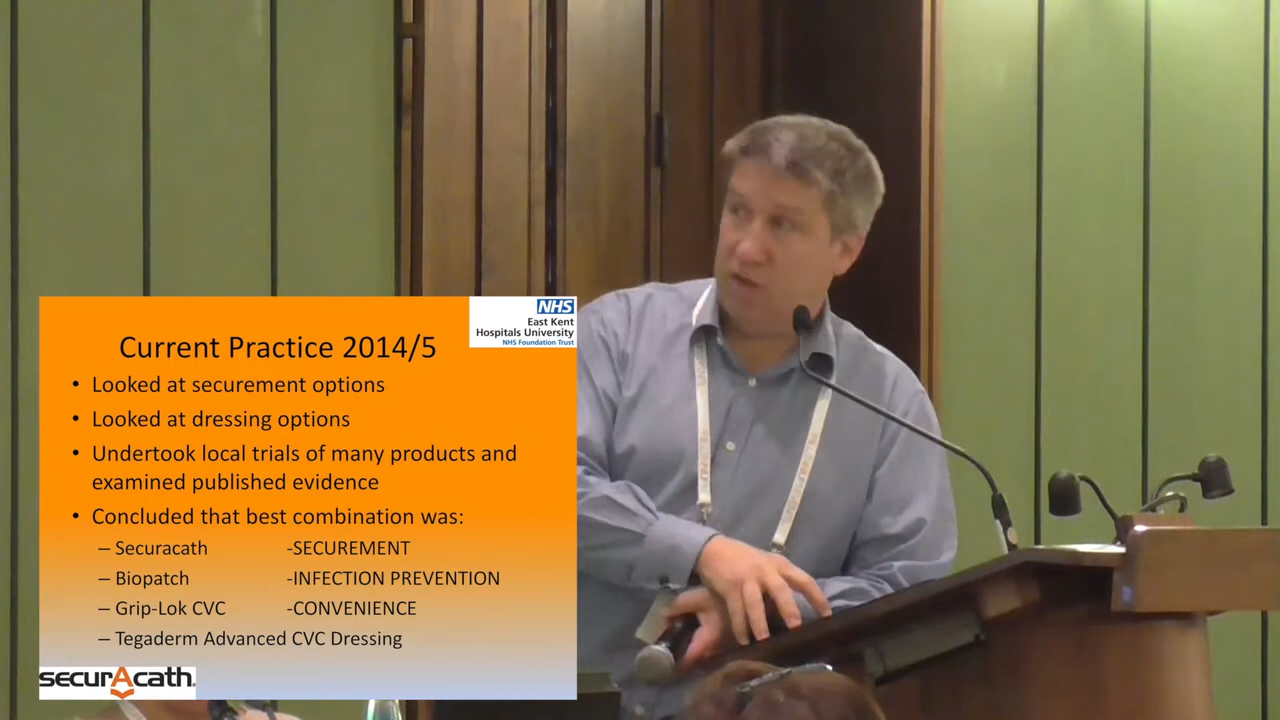 NHS
East Kent
Hospitals University
NHS Foundation Trust
Current Practice 2014/5
• Looked at securement options
• Looked at dressing options
• Undertook local trials of many products and
examined published evidence
• Concluded that best combination was:
– Securacath -SECUREMENT
– Biopatch -INFECTION PREVENTION
– Grip-Lok CVC -CONVENIENCE
– Tegaderm Advanced CVC Dressing
securAcath